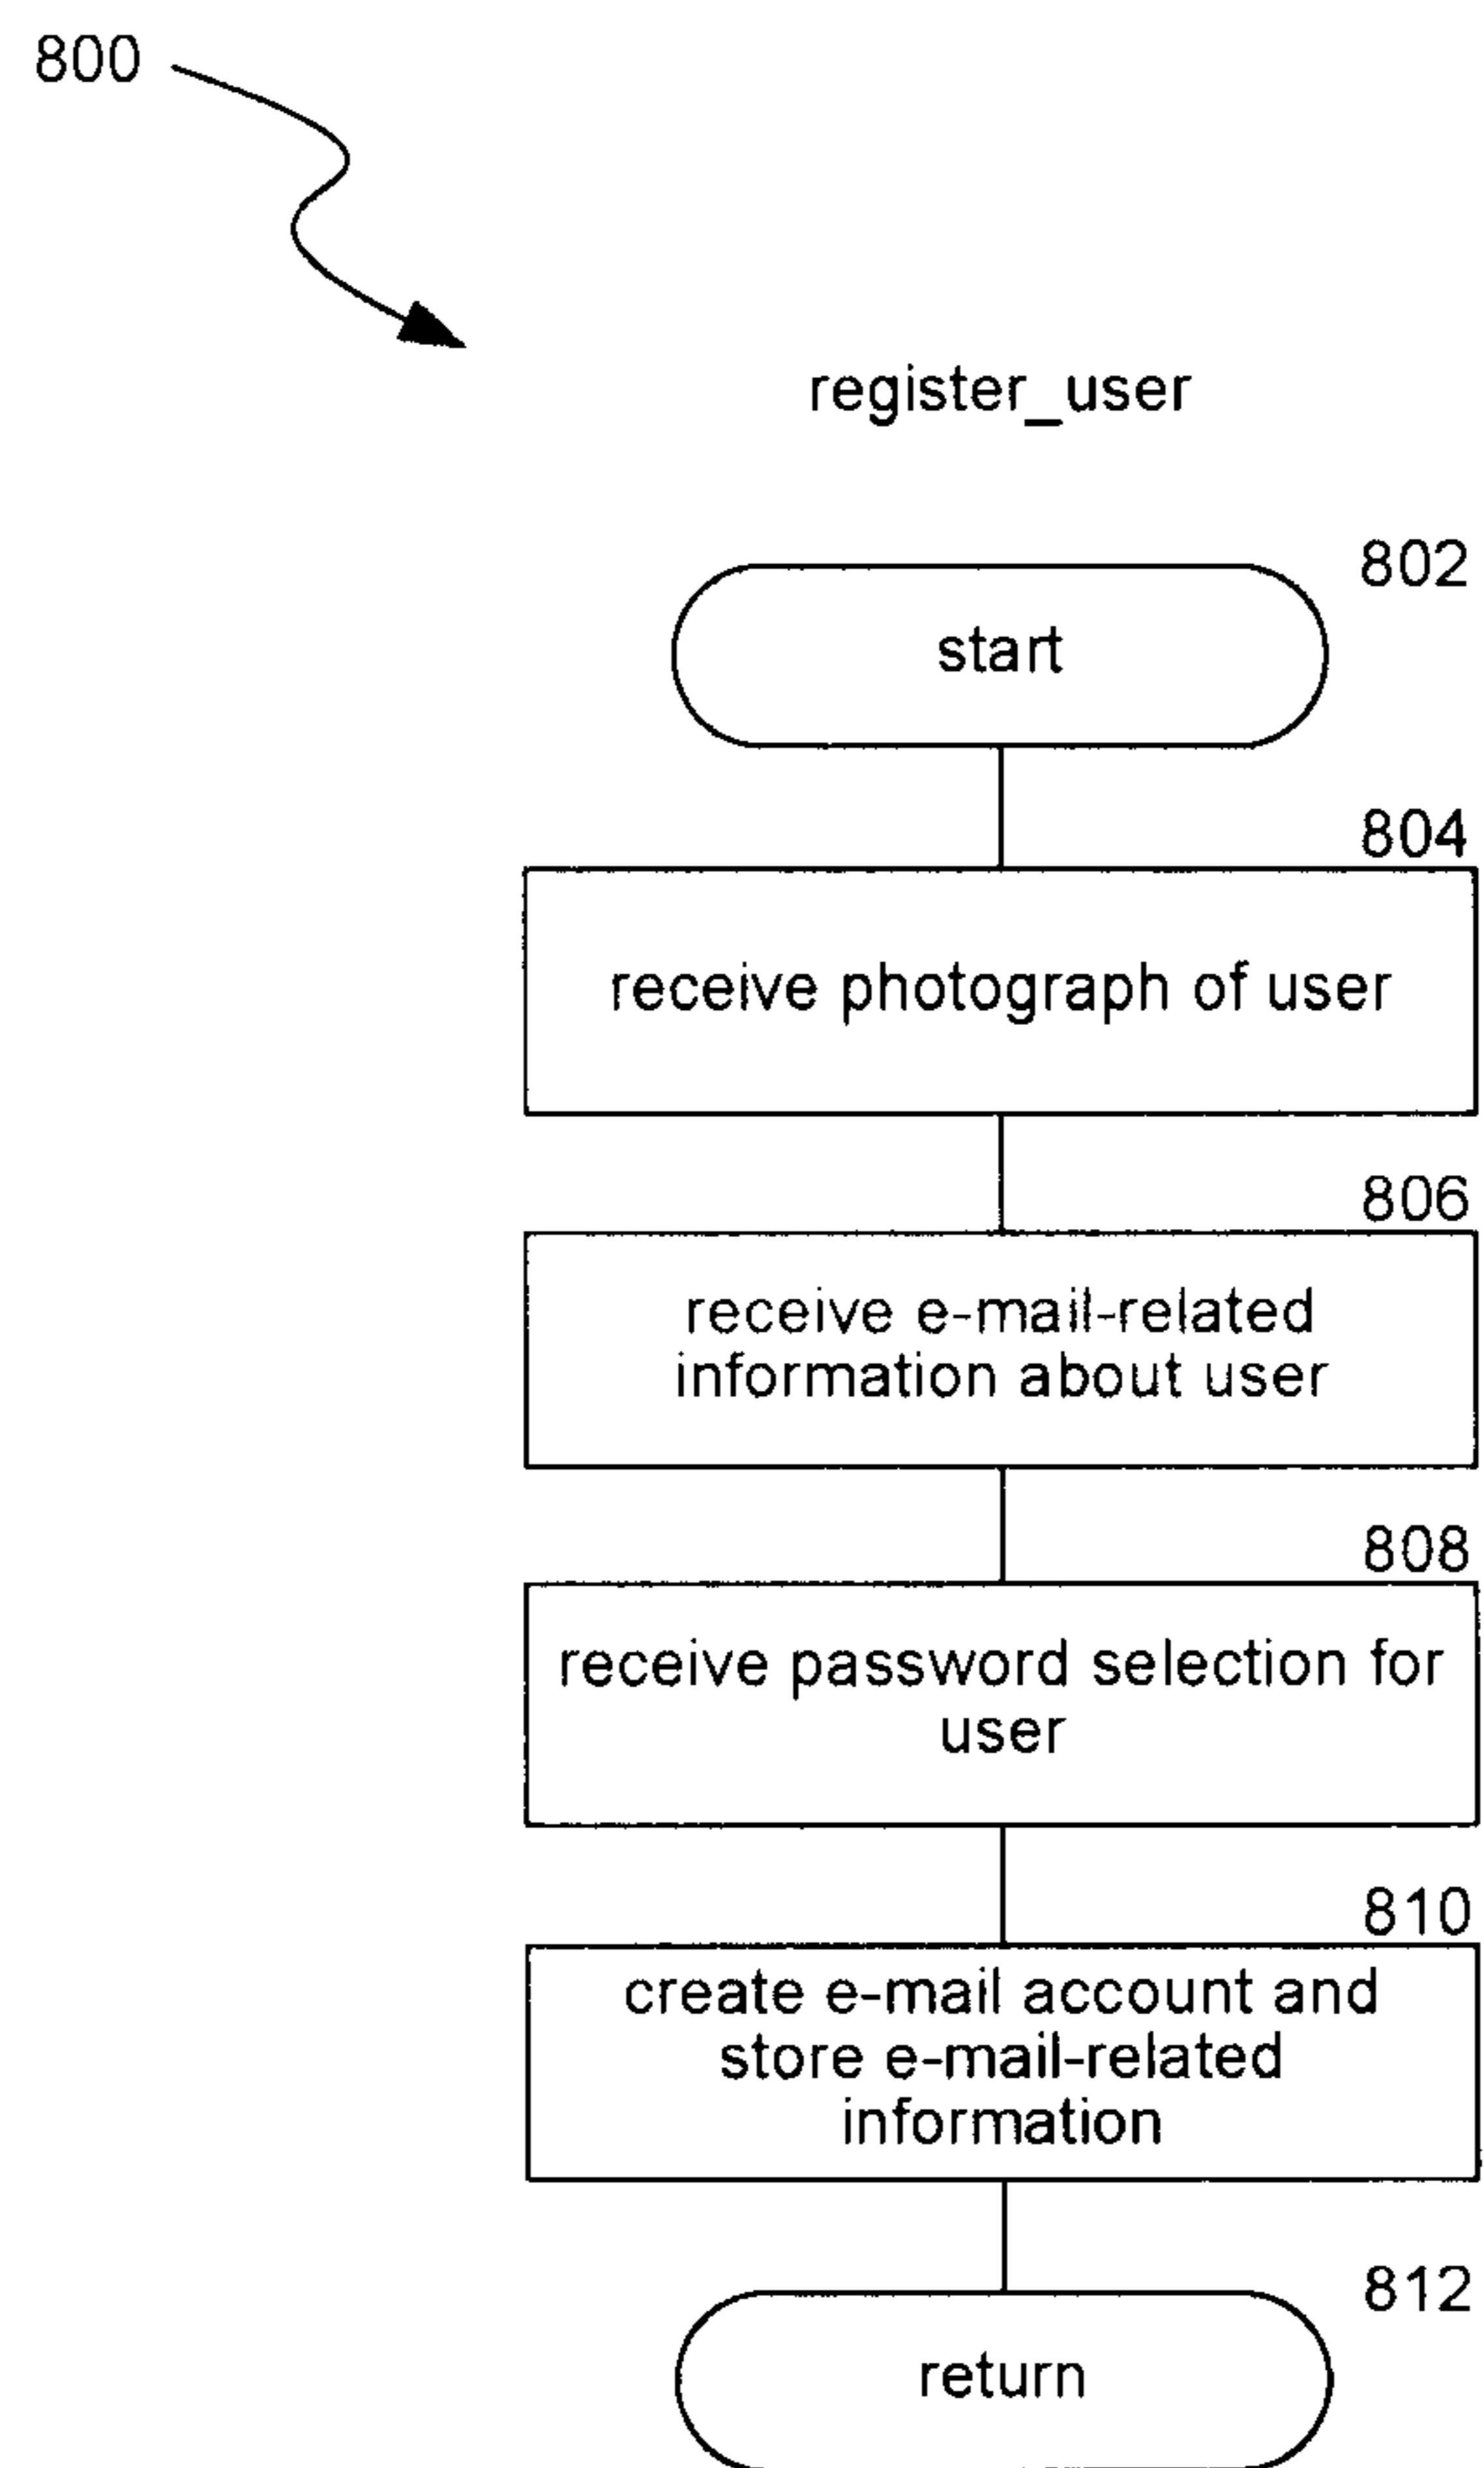 800
register_user
802
start
804
receive photograph of user
806
receive e-mail-related
information about user
808
receive password selection for
user
810
create e-mail account and
store e-mail-related
information
812
return